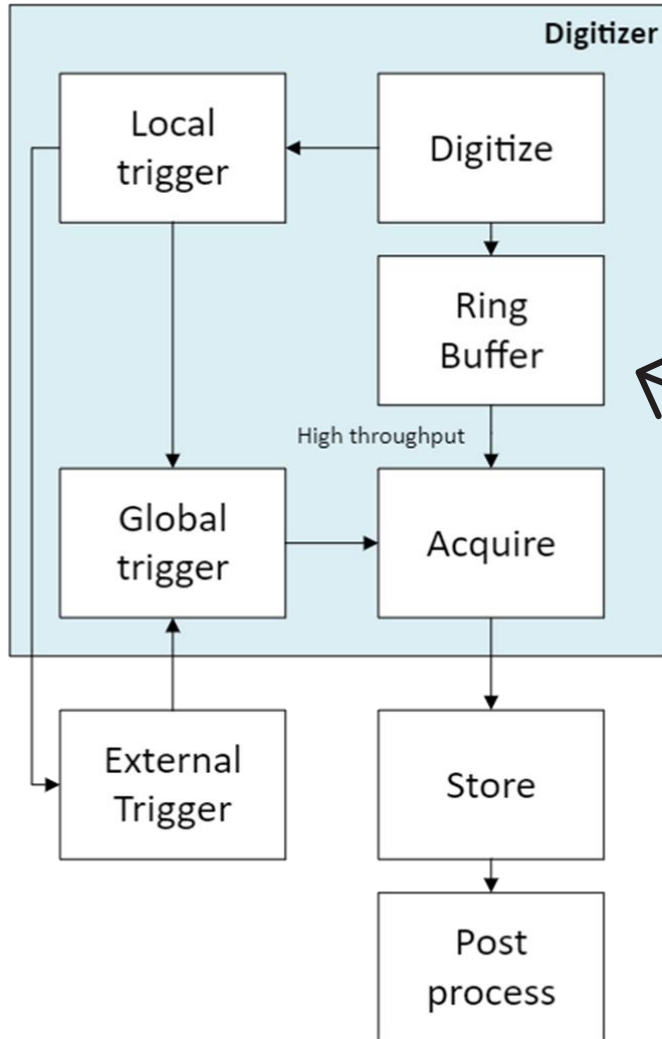 Digitizer
Local
trigger
Digitize
Ring
Buffer
High throughput
Global
trigger
Acquire
External
Trigger
Store
Post
process